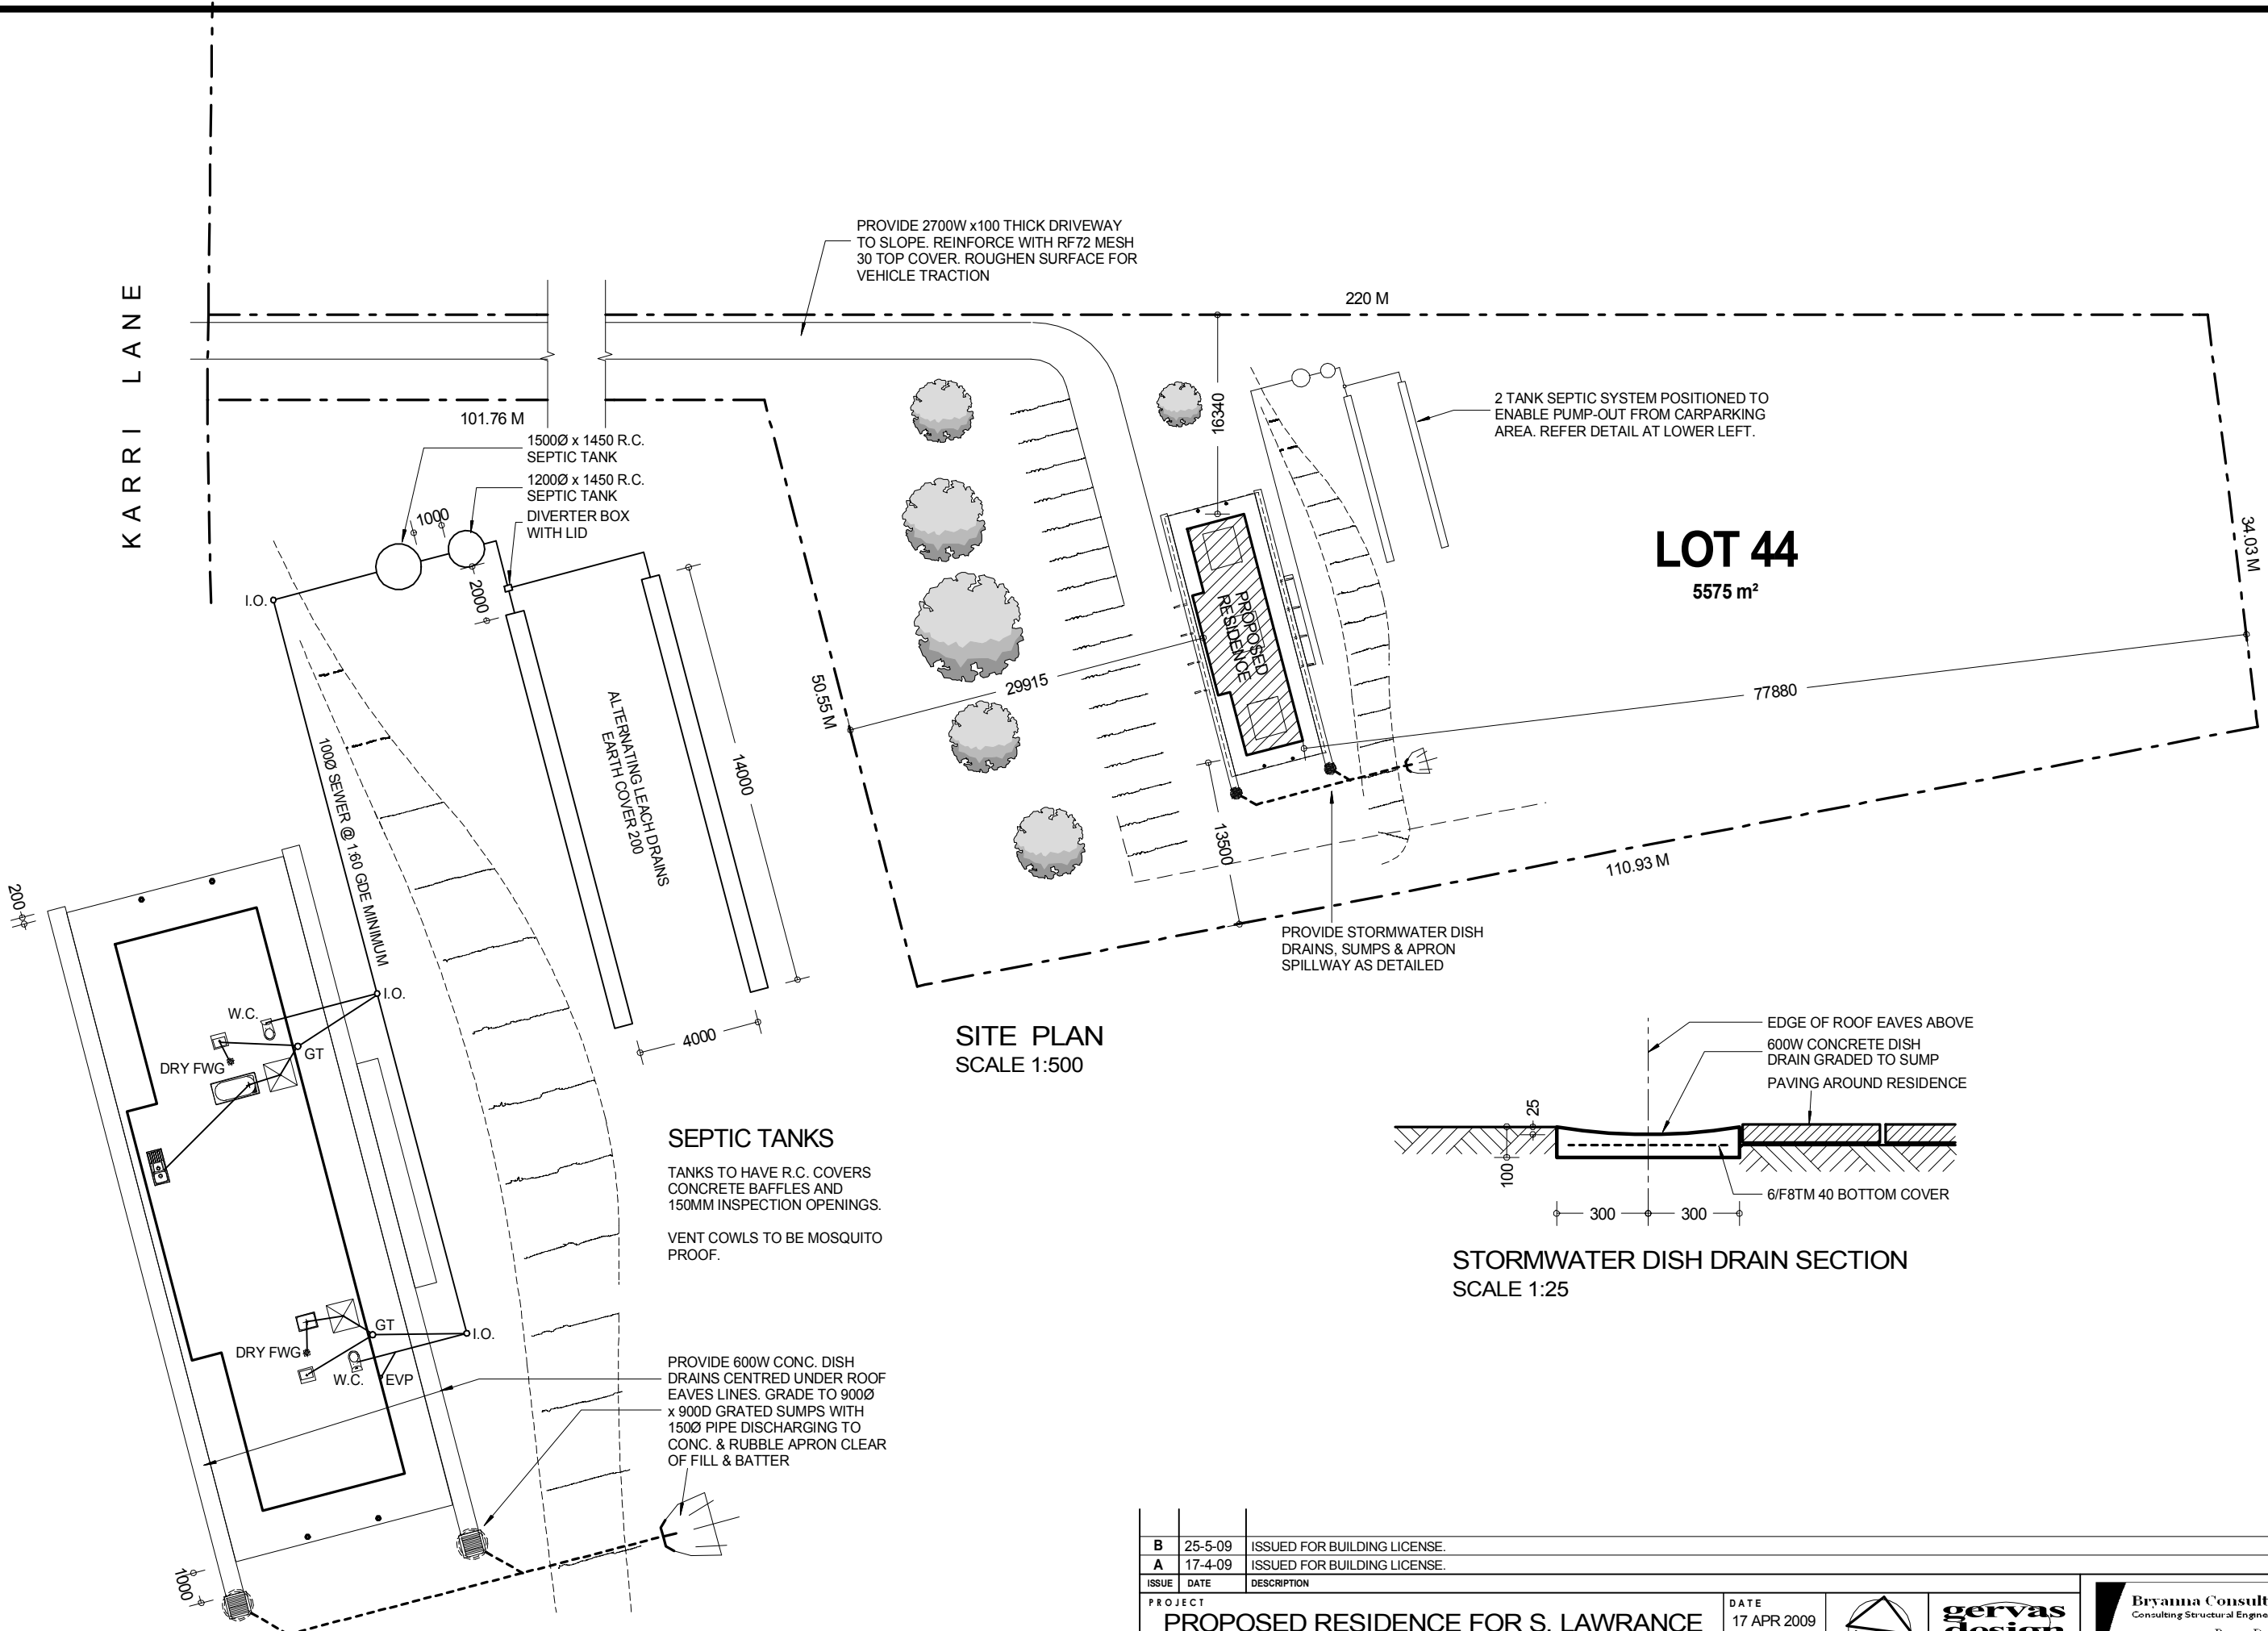 KARRI LANE
PROVIDE 2700W x100 THICK DRIVEWAY
TO SLOPE. REINFORCE WITH RF72 MESH
30 TOP COVER. ROUGHEN SURFACE FOR
VEHICLE TRACTION
220 M
101.76 M
16340
2 TANK SEPTIC SYSTEM POSITIONED TO
ENABLE PUMP-OUT FROM CARPARKING
AREA. REFER DETAIL AT LOWER LEFT.
1500Ø x 1450 R.C.
SEPTIC TANK
1200Ø x 1450 R.C.
SEPTIC TANK
DIVERTER BOX
WITH LID
1000
2000
I.O.
LOT 44
5575 m²
34.03 M
PROPOSED
RESIDENCE
29915
50.55 M
77880
13500
110.93 M
PROVIDE STORMWATER DISH
DRAINS, SUMPS & APRON
SPILLWAY AS DETAILED
100Ø SEWER @ 1:60 GDE MINIMUM
ALTERNATING LEACH DRAINS
EARTH COVER 200
14000
4000
200
I.O.
W.C.
GT
DRY FWG
SITE PLAN
SCALE 1:500
EDGE OF ROOF EAVES ABOVE
600W CONCRETE DISH
DRAIN GRADED TO SUMP
PAVING AROUND RESIDENCE
25
100
6/F8TM 40 BOTTOM COVER
300
300
STORMWATER DISH DRAIN SECTION
SCALE 1:25
SEPTIC TANKS
TANKS TO HAVE R.C. COVERS
CONCRETE BAFFLES AND
150MM INSPECTION OPENINGS.
VENT COWLS TO BE MOSQUITO
PROOF.
GT
I.O.
DRY FWG
W.C.
EVP
PROVIDE 600W CONC. DISH
DRAINS CENTRED UNDER ROOF
EAVES LINES. GRADE TO 900Ø
x 900D GRATED SUMPS WITH
150Ø PIPE DISCHARGING TO
CONC. & RUBBLE APRON CLEAR
OF FILL & BATTER
1000
B 25-5-09 ISSUED FOR BUILDING LICENSE.
A 17-4-09 ISSUED FOR BUILDING LICENSE.
ISSUE DATE DESCRIPTION
PROJECT
PROPOSED RESIDENCE FOR S. LAWRANCE
DATE
17 APR 2009
gervas
design
Bryanna Consult
Consulting Structural Engine